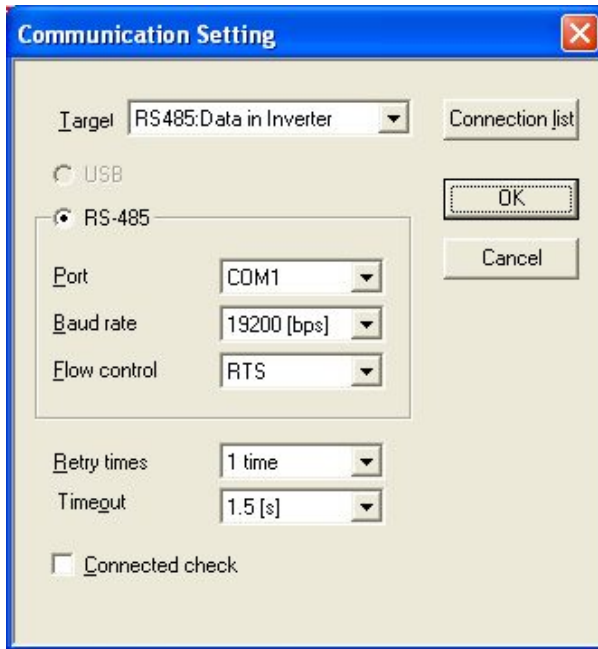 Communication Setting
Targel RS485:Data in Inverter Connection list
USB
RS-485
OK
Port COM1
Cancel
Baud rate 19200 [bps]
Flow control RTS
Retry times 1 time
Timeout 1.5 [s]
Connected check